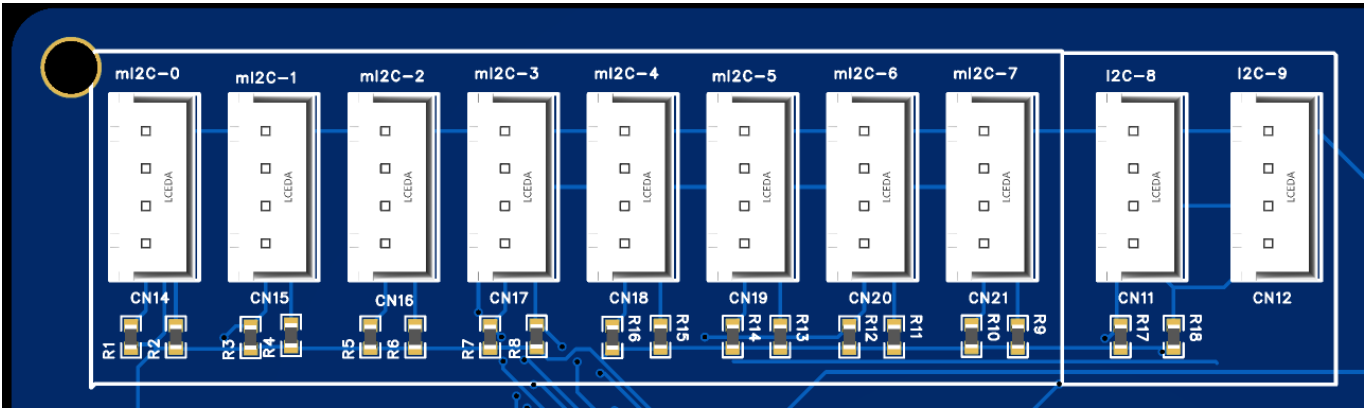 mI2C-0 mI2C-1 mI2C-2 mI2C-3 mI2C-4 mI2C-5 mI2C-6 mI2C-7 I2C-8 I2C-9
LCEDA LCEDA LCEDA LCEDA LCEDA LCEDA LCEDA LCEDA LCEDA LCEDA
CN14 CN15 CN16 CN17 CN18 CN19 CN20 CN21 CN11 CN12
R1 R2 R3 R4 R5 R6 R7 R8 R16 R15 R14 R13 R12 R11 R10 R9 R17 R18